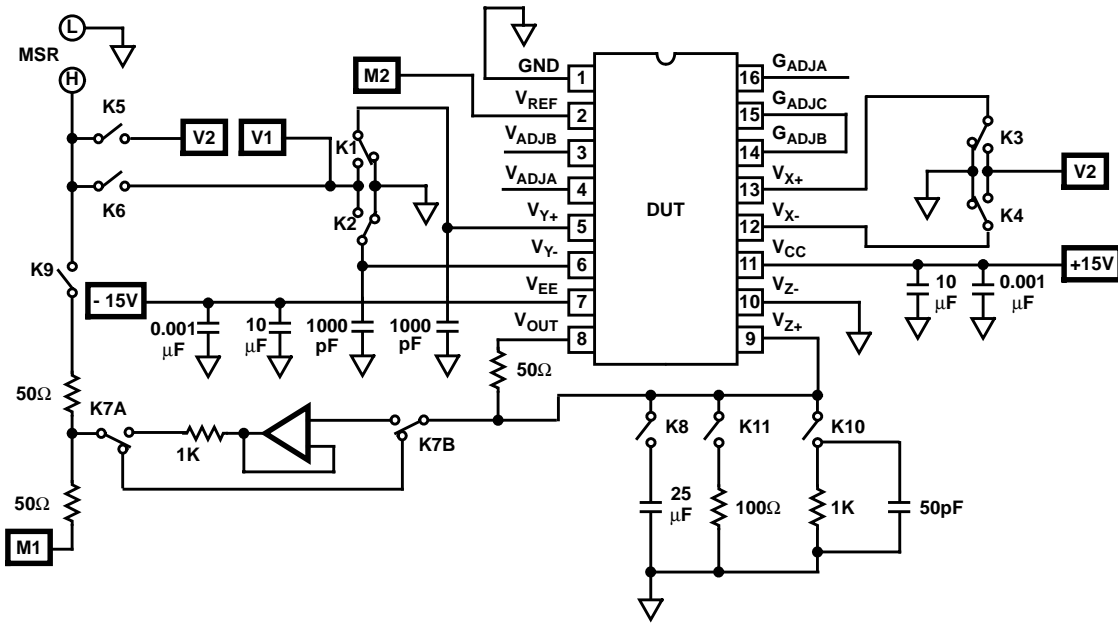 L
MSR
H
K5
V2
V1
K6
K9
- 15V
0.001
μF
10
μF
1000
pF
1000
pF
50Ω
K7A
1K
K7B
50Ω
M1
M2
K1
K2
GND
VREF
VADJB
VADJA
VY+
VY-
VEE
VOUT
50Ω
1
2
3
4
5
6
7
8
DUT
16
15
14
13
12
11
10
9
GADJA
GADJC
GADJB
VX+
VX-
VCC
VZ-
VZ+
K3
V2
K4
+15V
10
μF
0.001
μF
K8
K11
K10
25
μF
100Ω
1K
50pF